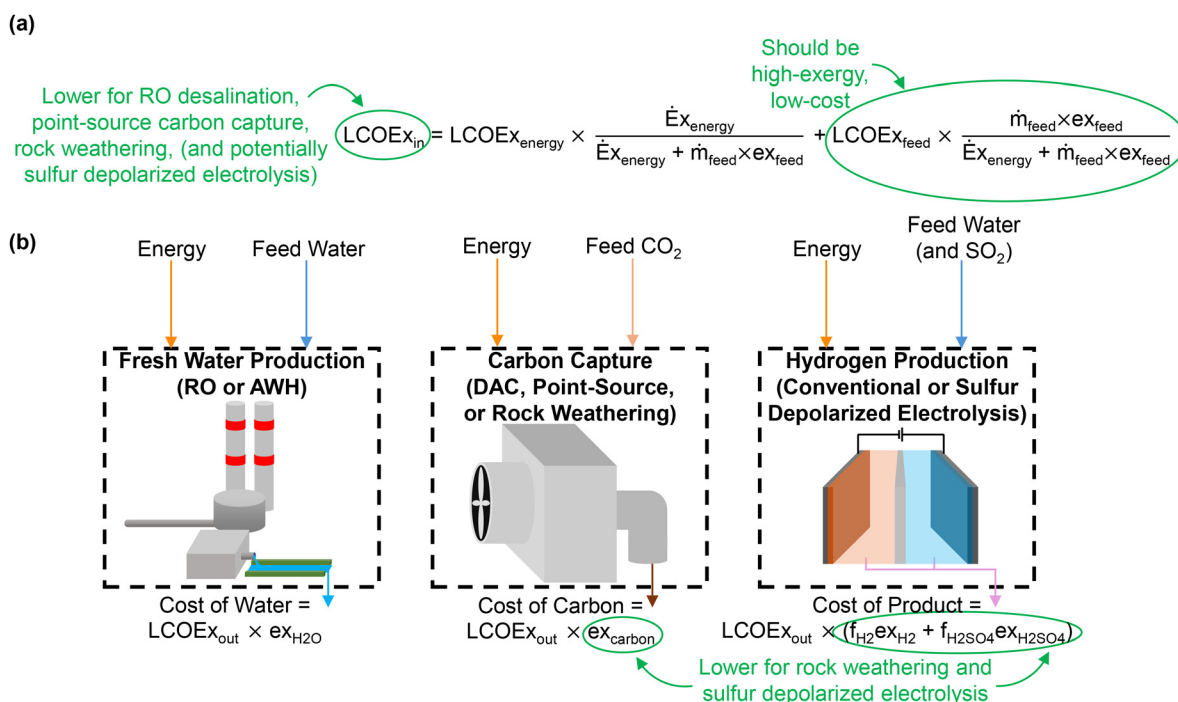 (a)
Should be
high-exergy,
low-cost
Lower for RO desalination,
point-source carbon capture,
rock weathering, (and potentially
sulfur depolarized electrolysis)
LCOEx_in = LCOEx_energy × Ėx_energy / (Ėx_energy + ṁ_feed×ex_feed) + LCOEx_feed × ṁ_feed×ex_feed / (Ėx_energy + ṁ_feed×ex_feed)
(b)
Energy
Feed Water
Energy
Feed CO₂
Energy
Feed Water
(and SO₂)
Fresh Water Production
(RO or AWH)
Carbon Capture
(DAC, Point-Source,
or Rock Weathering)
Hydrogen Production
(Conventional or Sulfur
Depolarized Electrolysis)
Cost of Water =
LCOEx_out × ex_H2O
Cost of Carbon =
LCOEx_out × ex_carbon
Cost of Product =
LCOEx_out × (f_H2ex_H2 + f_H2SO4ex_H2SO4)
Lower for rock weathering and
sulfur depolarized electrolysis